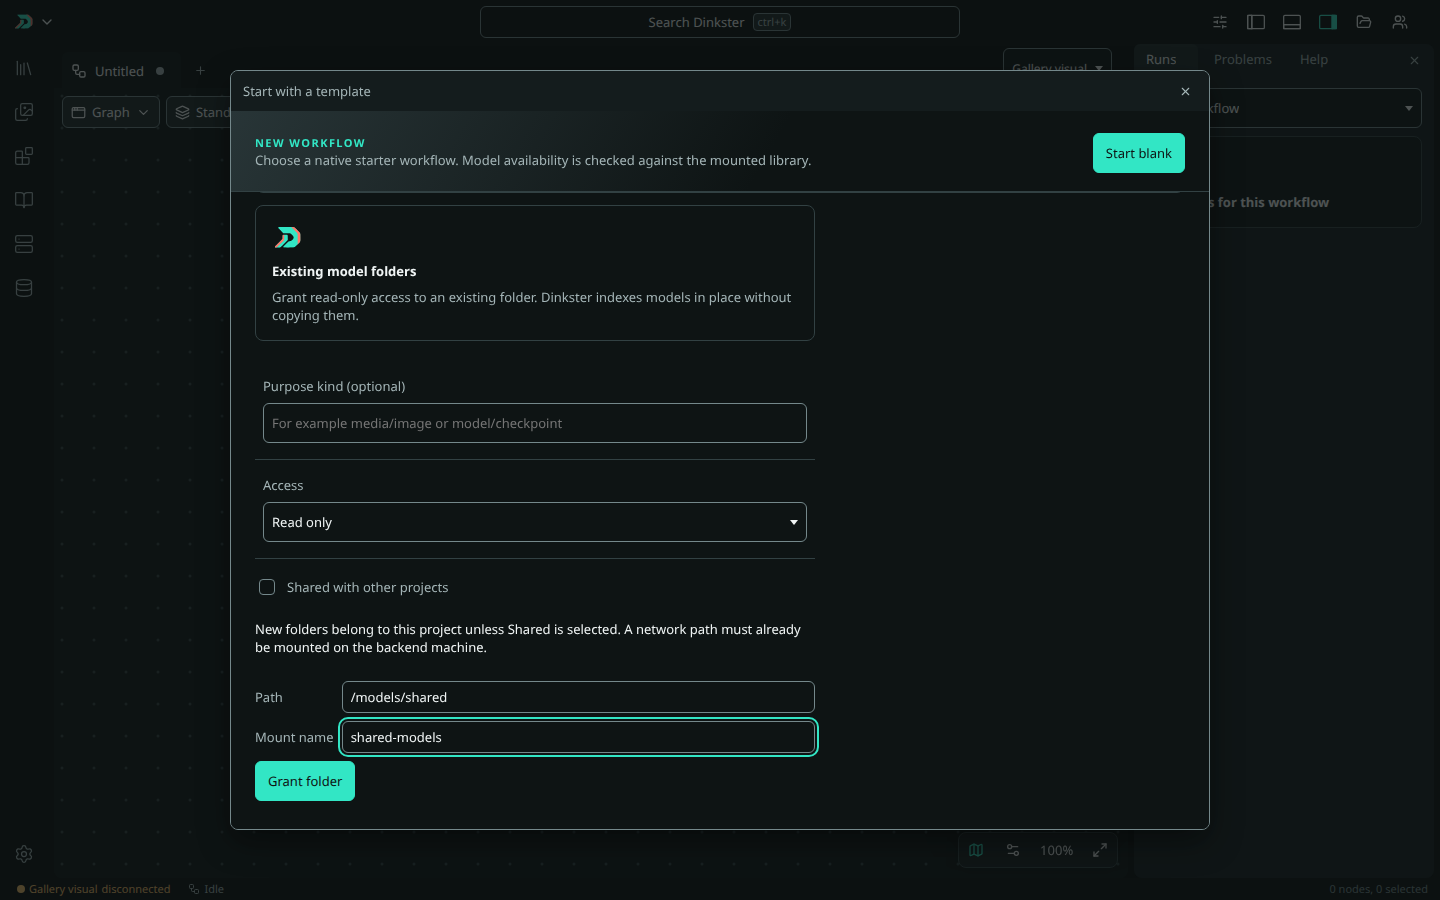 Search Dinkster ctrl+k
Untitled
Gallery visual
Runs Problems Help
Graph
Stand
kflow
Start with a template
NEW WORKFLOW
Choose a native starter workflow. Model availability is checked against the mounted library.
Start blank
s for this workflow
Existing model folders
Grant read-only access to an existing folder. Dinkster indexes models in place without
copying them.
Purpose kind (optional)
For example media/image or model/checkpoint
Access
Read only
Shared with other projects
New folders belong to this project unless Shared is selected. A network path must already
be mounted on the backend machine.
Path /models/shared
Mount name shared-models
Grant folder
100%
Gallery visual disconnected Idle
0 nodes, 0 selected